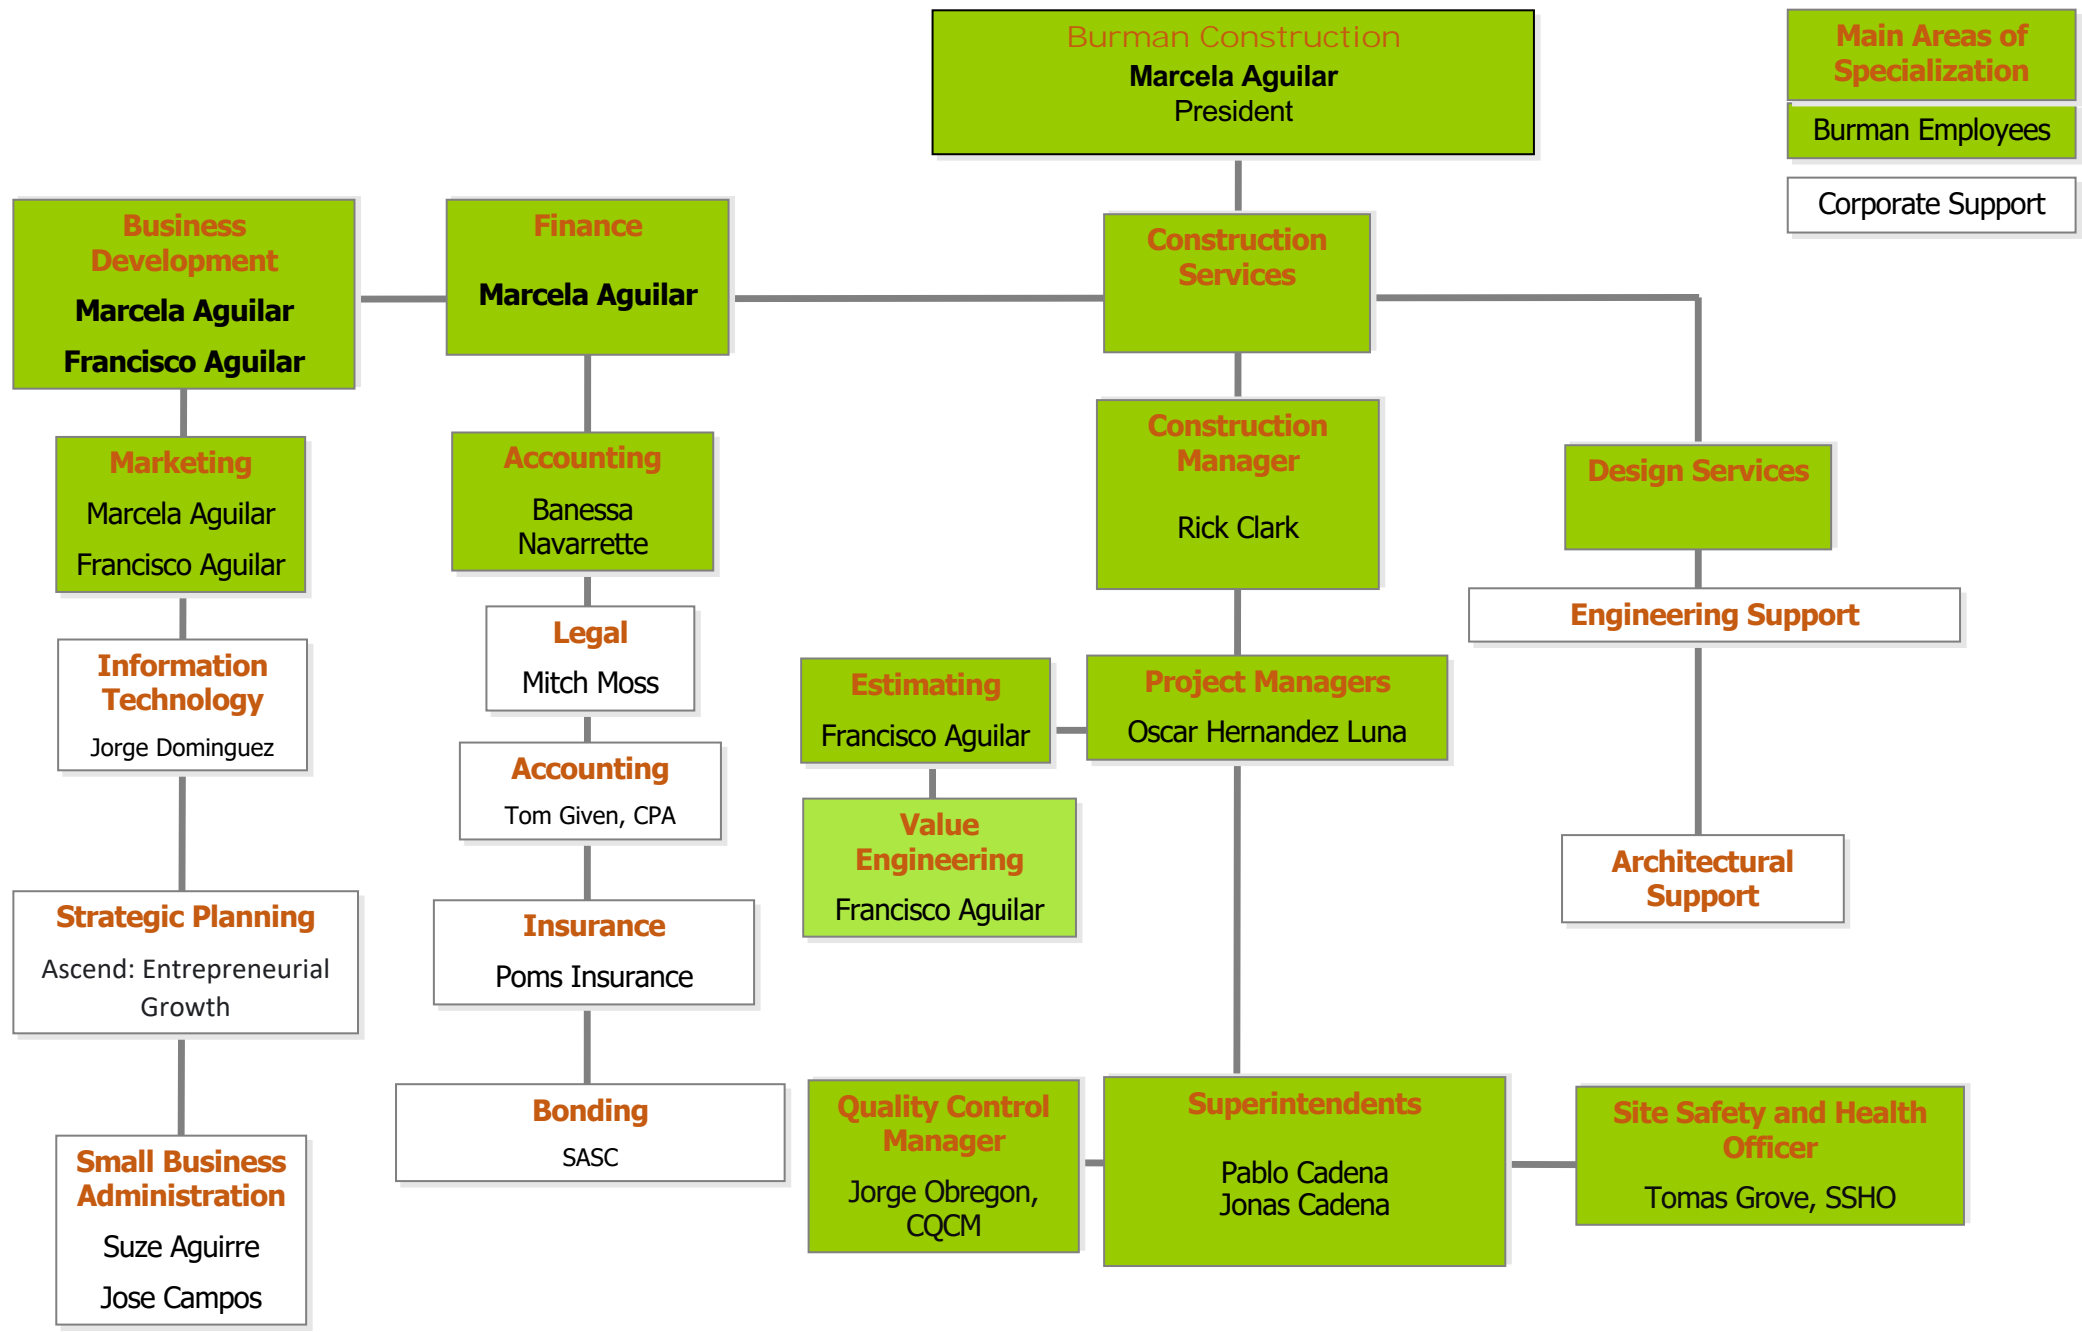 Burman Construction
Marcela Aguilar
President
Main Areas of
Specialization
Burman Employees
Corporate Support
Business
Development
Marcela Aguilar
Francisco Aguilar
Finance
Marcela Aguilar
Construction
Services
Marketing
Marcela Aguilar
Francisco Aguilar
Accounting
Banessa
Navarrette
Construction
Manager
Rick Clark
Design Services
Information
Technology
Jorge Dominguez
Legal
Mitch Moss
Engineering Support
Estimating
Francisco Aguilar
Project Managers
Oscar Hernandez Luna
Accounting
Tom Given, CPA
Value
Engineering
Francisco Aguilar
Architectural
Support
Strategic Planning
Ascend: Entrepreneurial
Growth
Insurance
Poms Insurance
Bonding
SASC
Quality Control
Manager
Jorge Obregon,
CQCM
Superintendents
Pablo Cadena
Jonas Cadena
Site Safety and Health
Officer
Tomas Grove, SSHO
Small Business
Administration
Suze Aguirre
Jose Campos